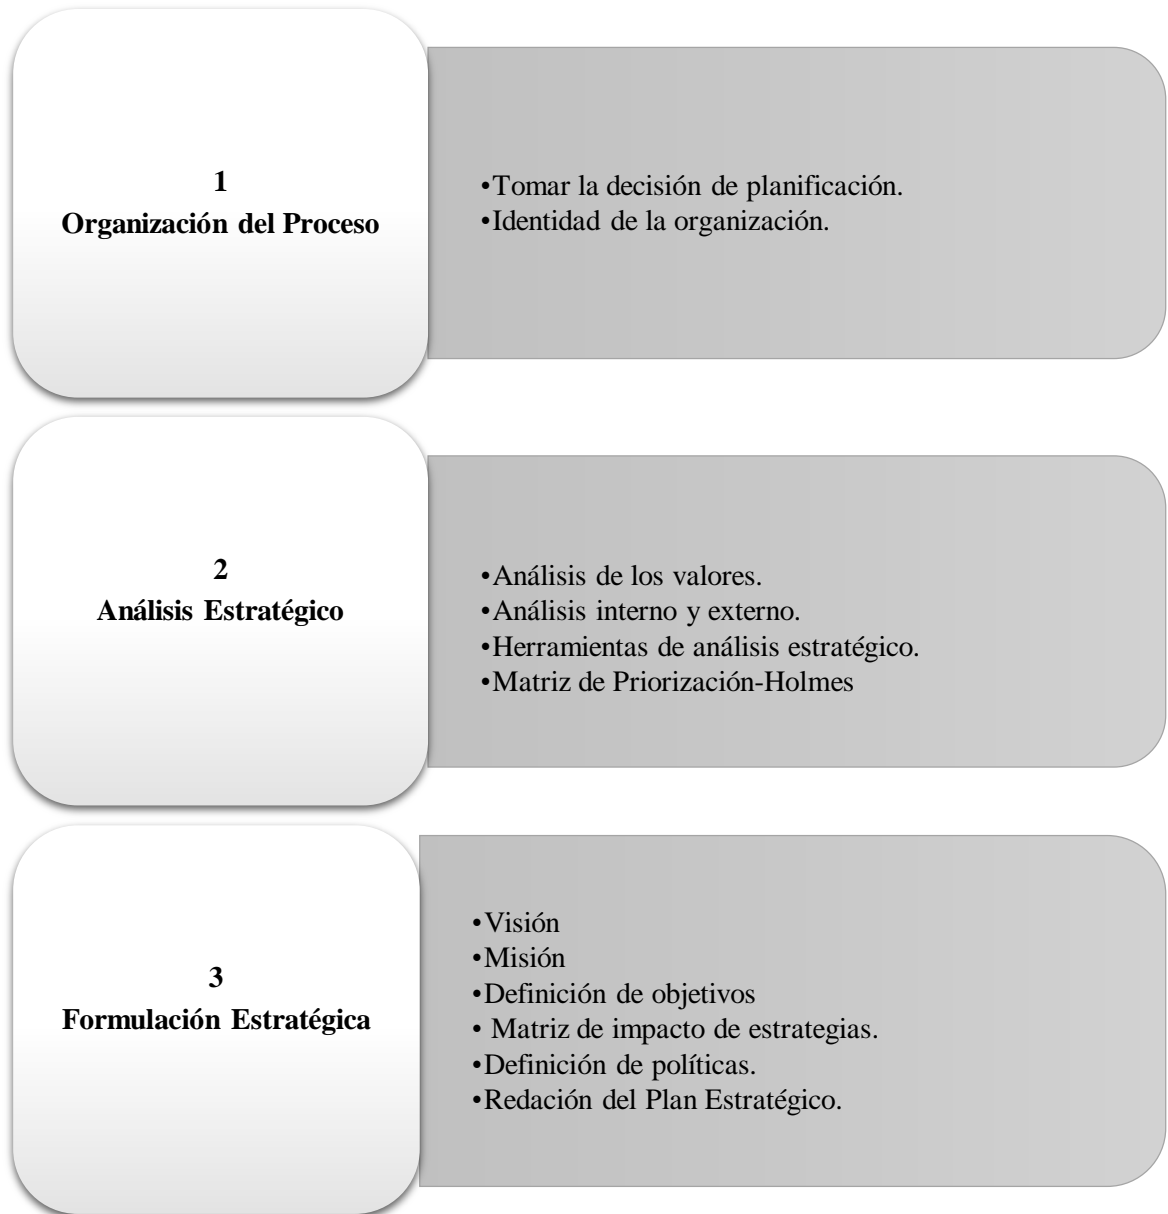 1
Organización del Proceso
•Tomar la decisión de planificación.
•Identidad de la organización.
2
Análisis Estratégico
•Análisis de los valores.
•Análisis interno y externo.
•Herramientas de análisis estratégico.
•Matriz de Priorización-Holmes
3
Formulación Estratégica
•Visión
•Misión
•Definición de objetivos
• Matriz de impacto de estrategias.
•Definición de políticas.
•Redación del Plan Estratégico.